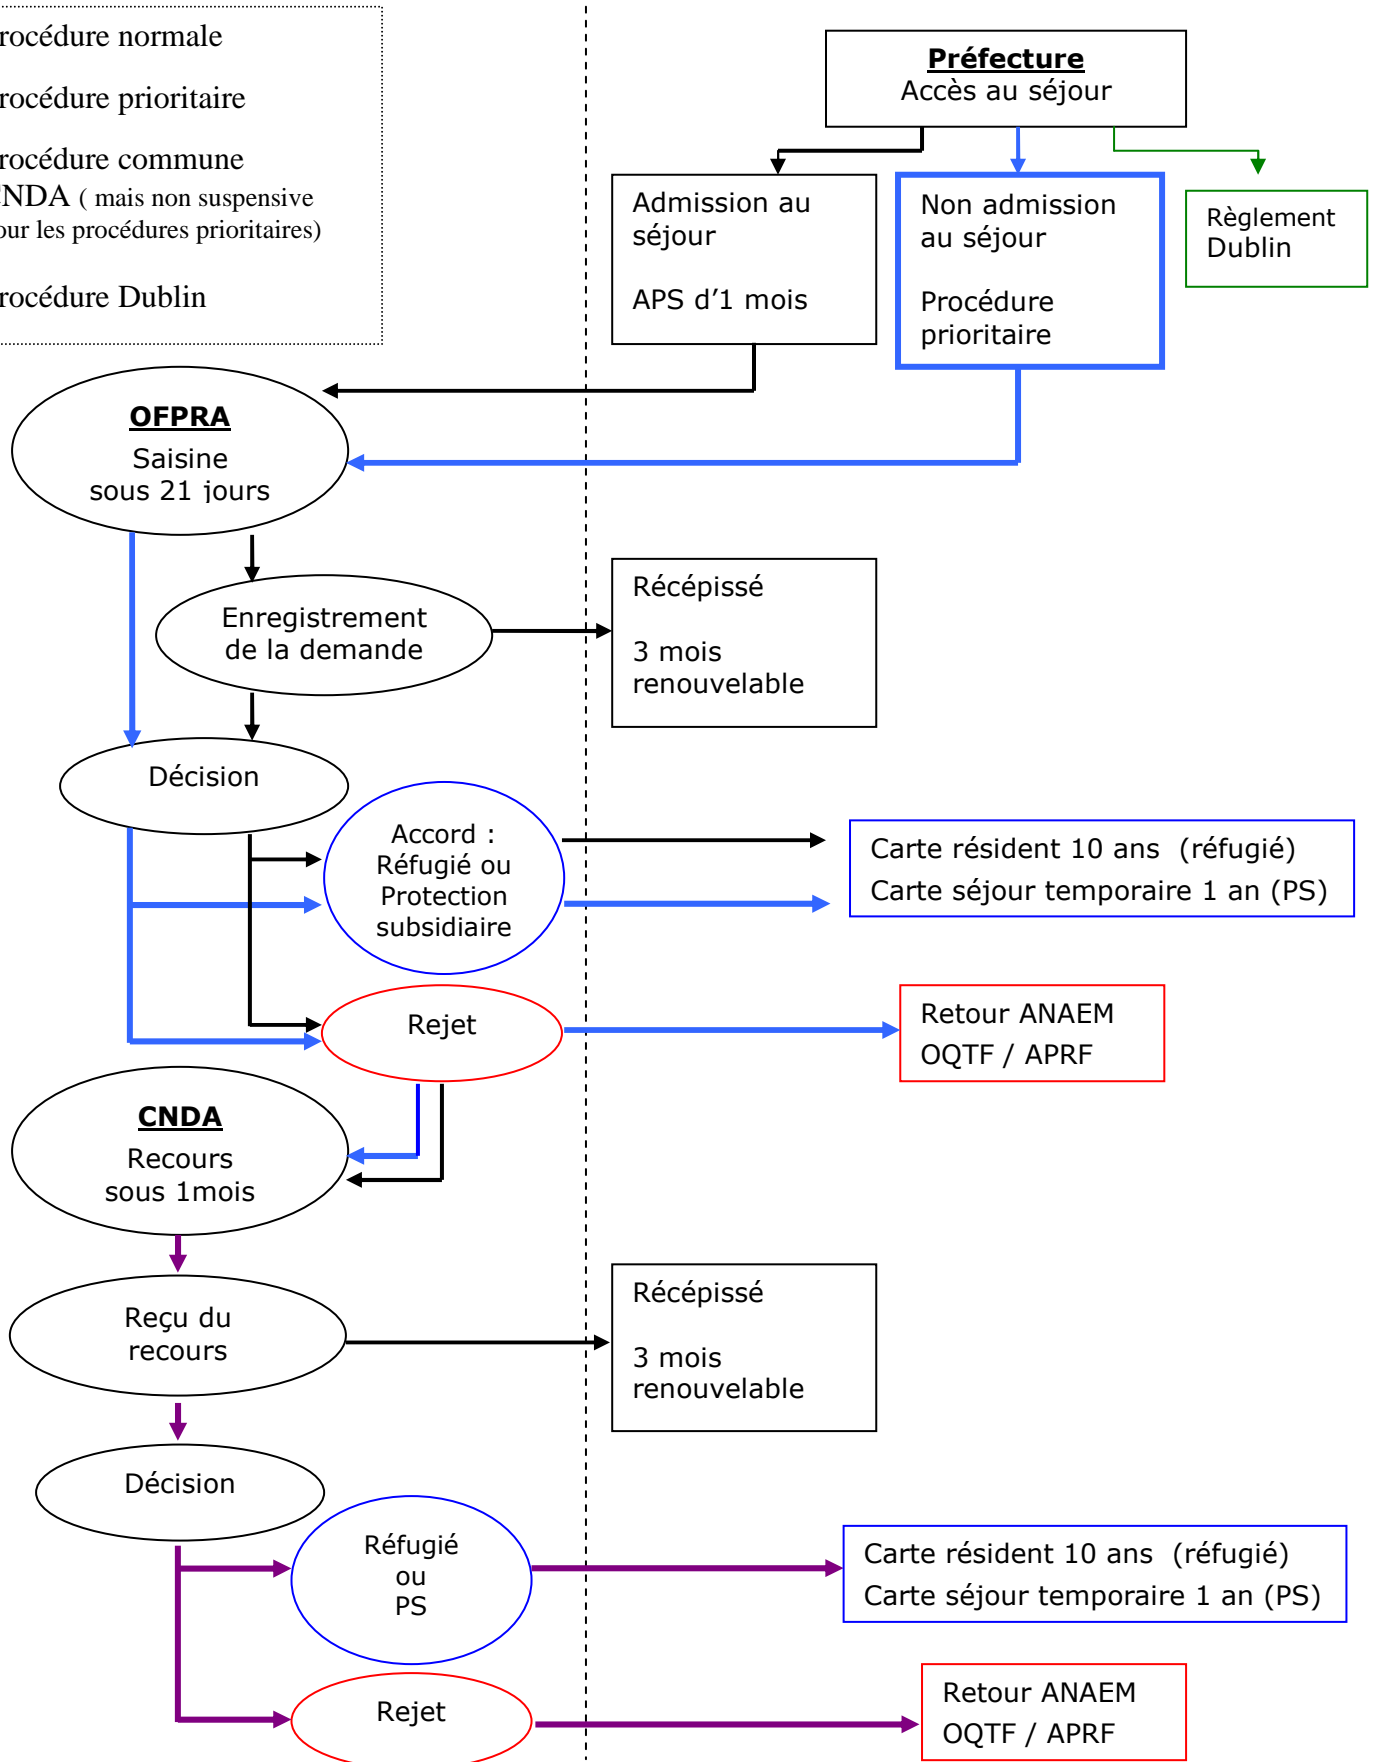 rocédure normale
rocédure prioritaire
rocédure commune
CNDA ( mais non suspensive
our les procédures prioritaires)
rocédure Dublin
Préfecture
Accès au séjour
Admission au
séjour
APS d’1 mois
Non admission
au séjour
Procédure
prioritaire
Règlement
Dublin
OFPRA
Saisine
sous 21 jours
Enregistrement
de la demande
Récépissé
3 mois
renouvelable
Décision
Accord :
Réfugié ou
Protection
subsidiaire
Carte résident 10 ans (réfugié)
Carte séjour temporaire 1 an (PS)
Rejet
Retour ANAEM
OQTF / APRF
CNDA
Recours
sous 1mois
Reçu du
recours
Récépissé
3 mois
renouvelable
Décision
Réfugié
ou
PS
Carte résident 10 ans (réfugié)
Carte séjour temporaire 1 an (PS)
Rejet
Retour ANAEM
OQTF / APRF